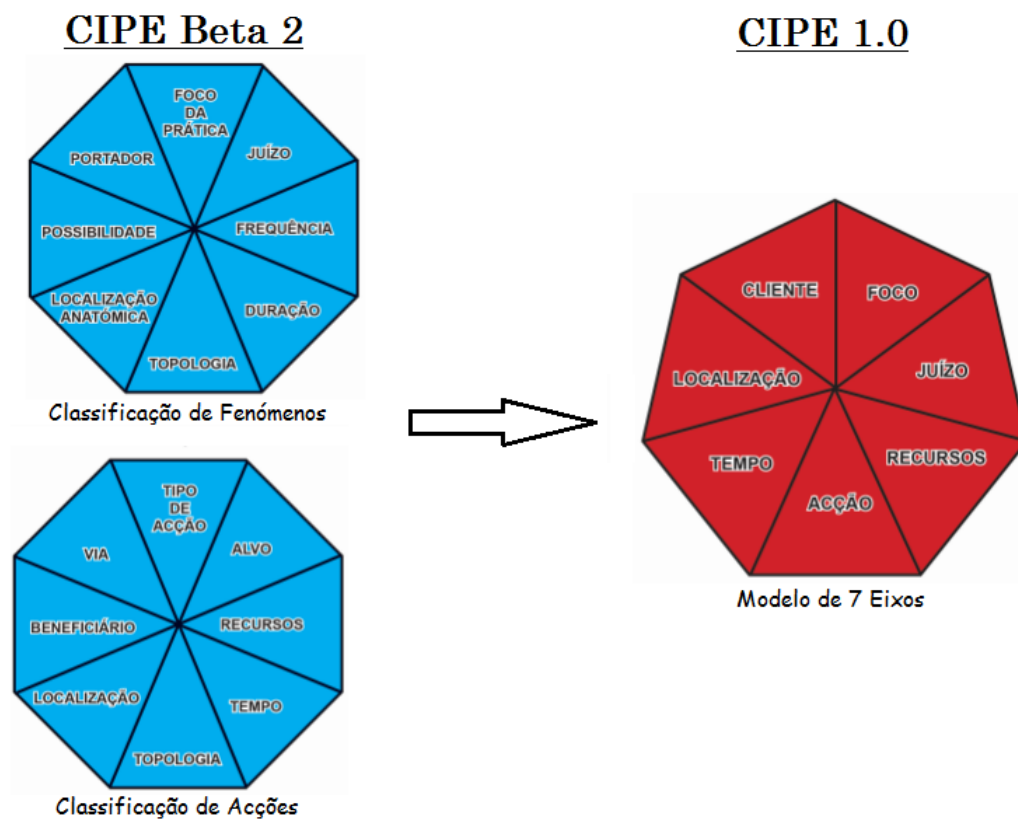 CIPE Beta 2
FOCO
DA
PRÁTICA
JUÍZO
FREQUÊNCIA
DURAÇÃO
TOPOLOGIA
LOCALIZAÇÃO
ANATÓMICA
POSSIBILIDADE
PORTADOR
Classificação de Fenómenos
TIPO
DE
ACÇÃO
ALVO
RECURSOS
TEMPO
TOPOLOGIA
LOCALIZAÇÃO
BENEFICIÁRIO
VIA
Classificação de Acções
CIPE 1.0
CLIENTE
FOCO
JUÍZO
RECURSOS
ACÇÃO
TEMPO
LOCALIZAÇÃO
Modelo de 7 Eixos